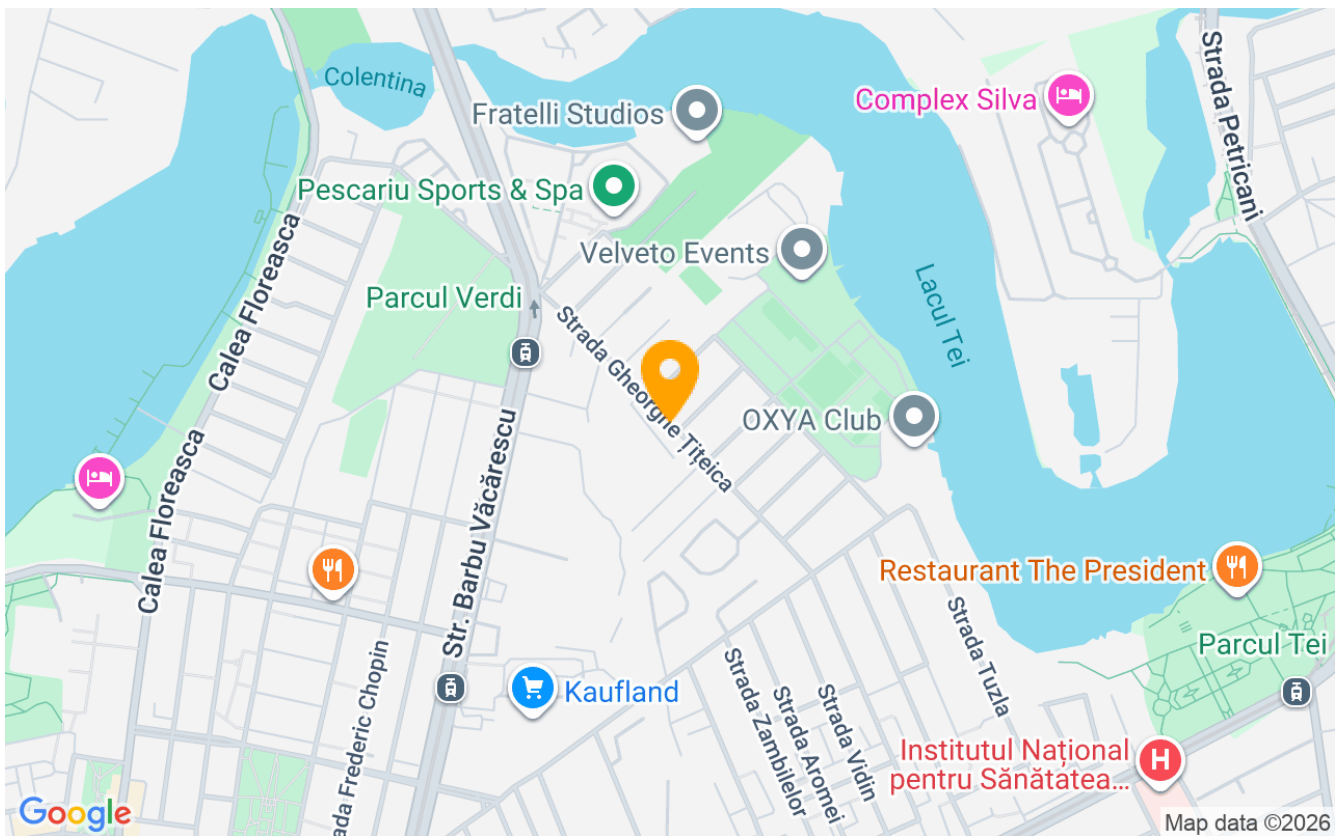 Colentina
Fratelli Studios
Complex Silva
Strada Petricani
Pescariu Sports & Spa
Calea Floreasca
Velveto Events
Parcul Verdi
Lacul Tei
Strada Gheorghe Țițeica
OXYA Club
Calea Floreasca
Str. Barbu Văcărescu
Restaurant The President
Strada Tuzla
Parcul Tei
Kaufland
Strada Zambilelor
Strada Aromei
Strada Vidin
ada Frederic Chopin
Institutul Național
pentru Sănătatea...
H
Google
Map data ©2026